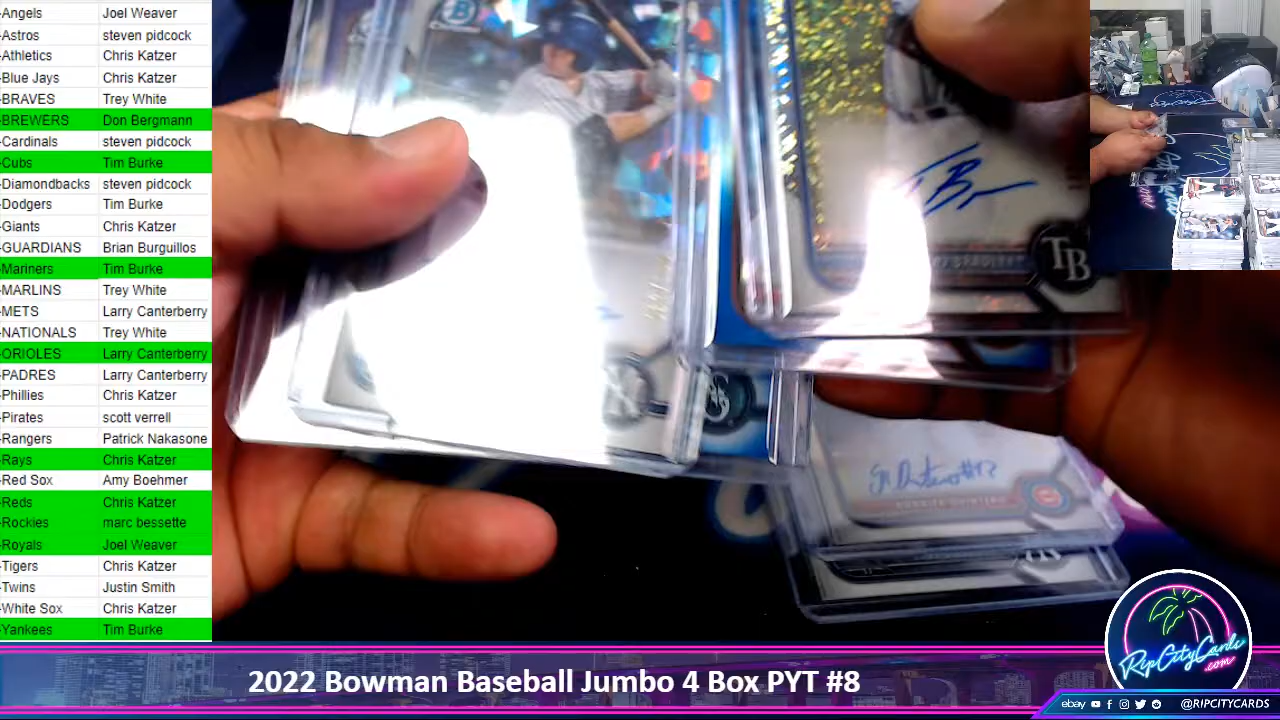 -Angels Joel Weaver
-Astros steven pidcock
-Athletics Chris Katzer
-Blue Jays Chris Katzer
-BRAVES Trey White
-BREWERS Don Bergmann
-Cardinals steven pidcock
-Cubs Tim Burke
-Diamondbacks steven pidcock
-Dodgers Tim Burke
-Giants Chris Katzer
-GUARDIANS Brian Burguillos
-Mariners Tim Burke
-MARLINS Trey White
-METS Larry Canterberry
-NATIONALS Trey White
-ORIOLES Larry Canterberry
-PADRES Larry Canterberry
-Phillies Chris Katzer
-Pirates scott verrell
-Rangers Patrick Nakasone
-Rays Chris Katzer
-Red Sox Amy Boehmer
-Reds Chris Katzer
-Rockies marc bessette
-Royals Joel Weaver
-Tigers Chris Katzer
-Twins Justin Smith
-White Sox Chris Katzer
-Yankees Tim Burke
TB
2022 Bowman Baseball Jumbo 4 Box PYT #8
RipCityCards
.com
ebay @RIPCITYCARDS